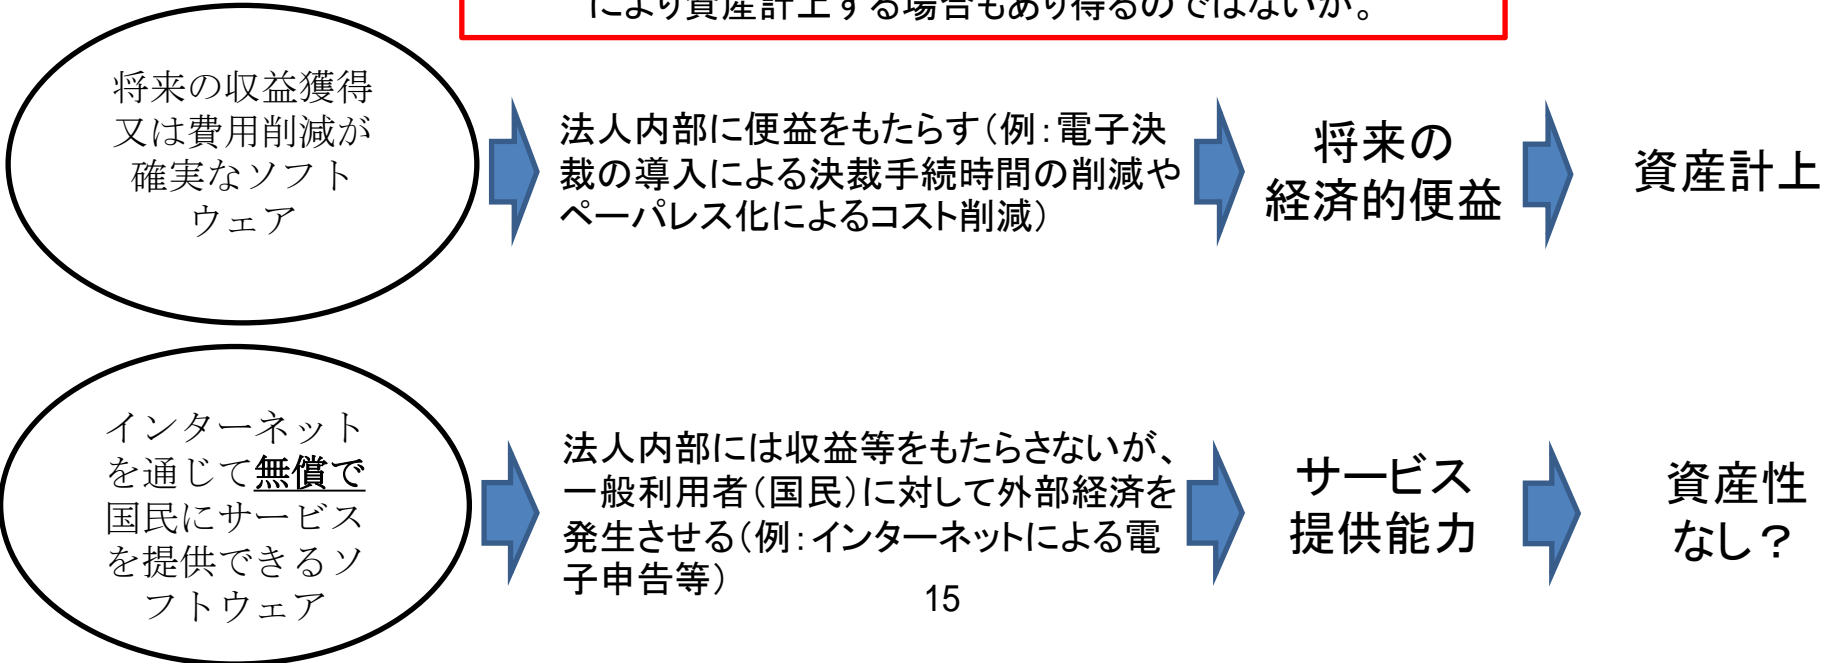 により資産計上する場合もあり得るのではないか。
将来の収益獲得
又は費用削減が
確実なソフト
ウェア
法人内部に便益をもたらす(例:電子決
裁の導入による決裁手続時間の削減や
ペーパレス化によるコスト削減)
将来の
経済的便益
資産計上
インターネット
を通じて無償で
国民にサービス
を提供できるソ
フトウェア
法人内部には収益等をもたらさないが、
一般利用者(国民)に対して外部経済を
発生させる(例:インターネットによる電
子申告等)
サービス
提供能力
資産性
なし?
15